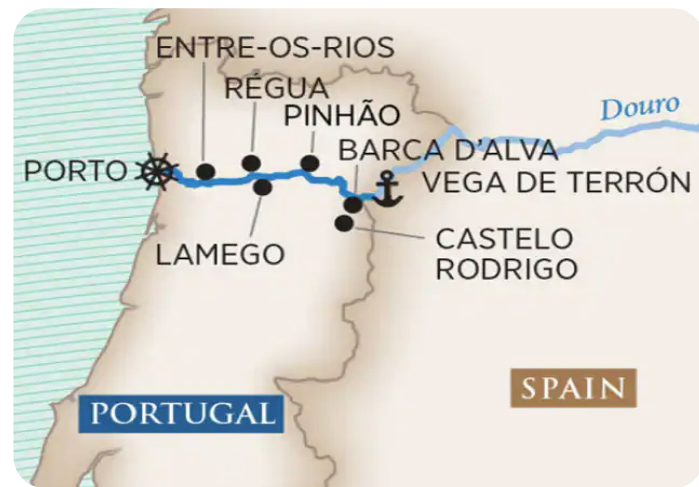 ENTRE-OS-RIOS
RÉGUA
PINHÃO
Douro
BARCA D'ALVA
PORTO
VEGA DE TERRÓN
LAMEGO
CASTELO
RODRIGO
SPAIN
PORTUGAL